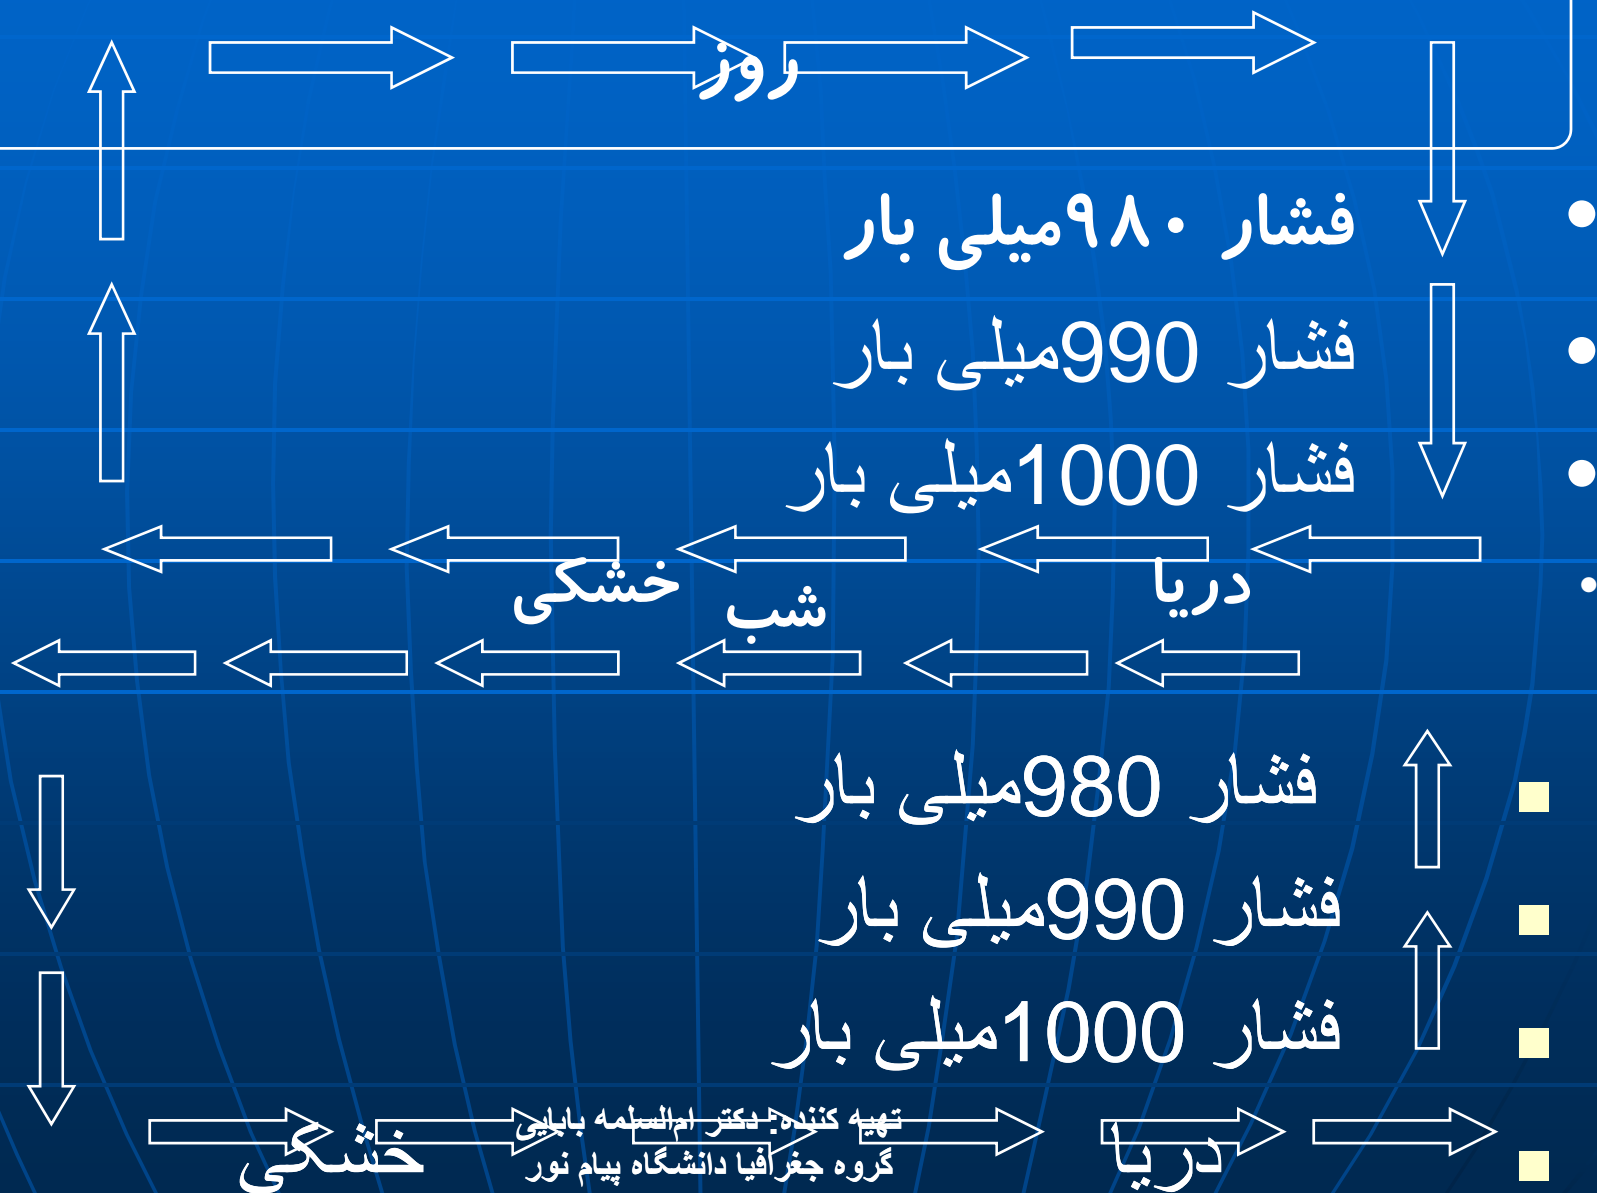 روز
فشار ۹۸۰میلی بار
فشار 990میلی بار
فشار 1000میلی بار
دریا خشکی
شب
فشار 980میلی بار
فشار 990میلی بار
فشار 1000میلی بار
دریا خشکی
تهیه کننده: دکتر ام‌السلمه بابایی
گروه جغرافیا دانشگاه پیام نور